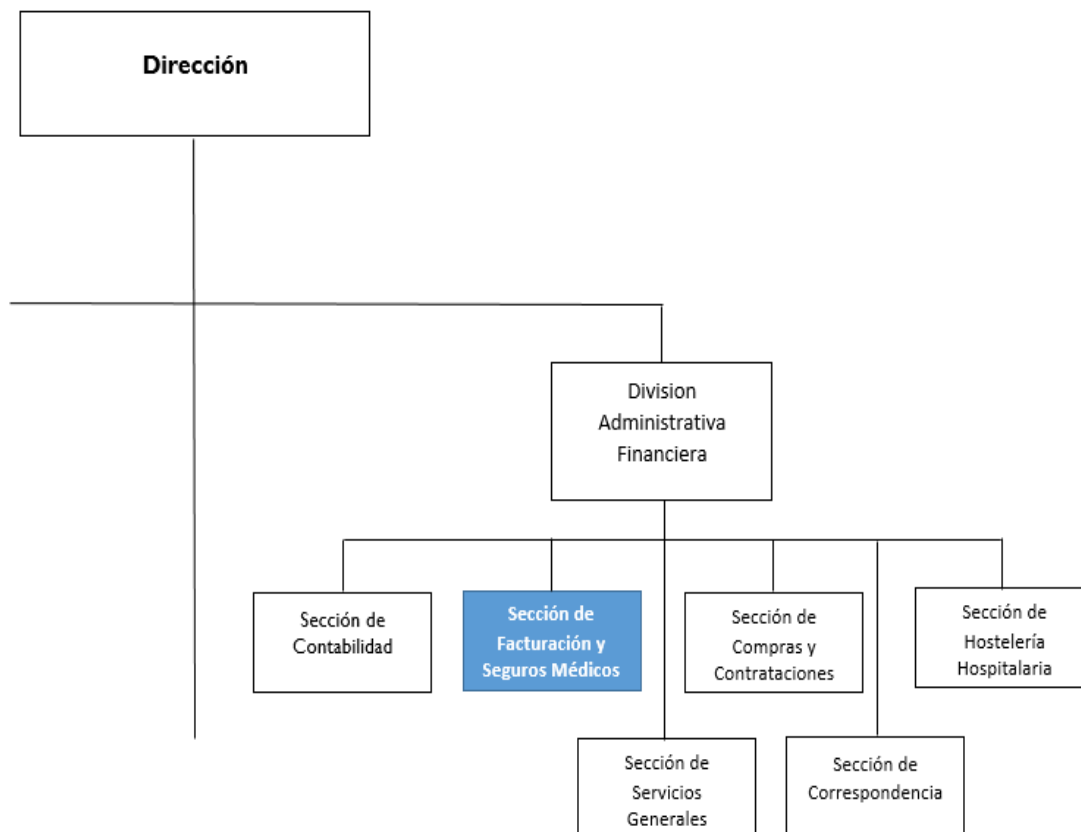 Dirección
Division
Administrativa
Financiera
Sección de
Contabilidad
Sección de
Facturación y
Seguros Médicos
Sección de
Compras y
Contrataciones
Sección de
Hostelería
Hospitalaria
Sección de
Servicios
Generales
Sección de
Correspondencia